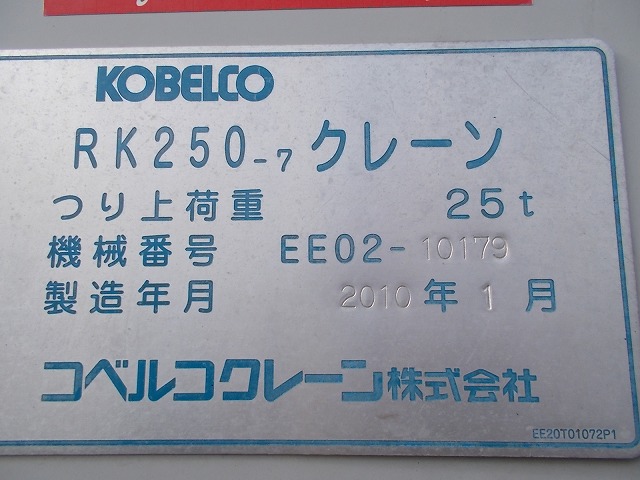 KOBELCO
RK250-7 クレーン
つり上荷重 25t
機械番号 EE02-10179
製造年月 2010年1月
コベルコクレーン株式会社
EE20T01072P1